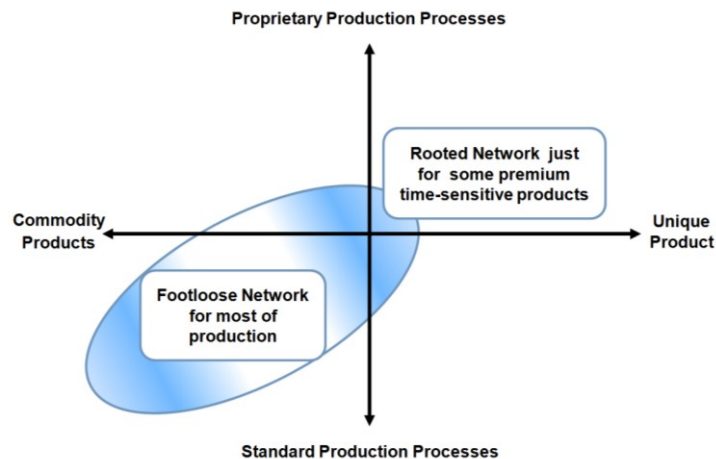 Proprietary Production Processes
Rooted Network just
for some premium
time-sensitive products
Commodity
Products
Unique
Product
Footloose Network
for most of
production
Standard Production Processes